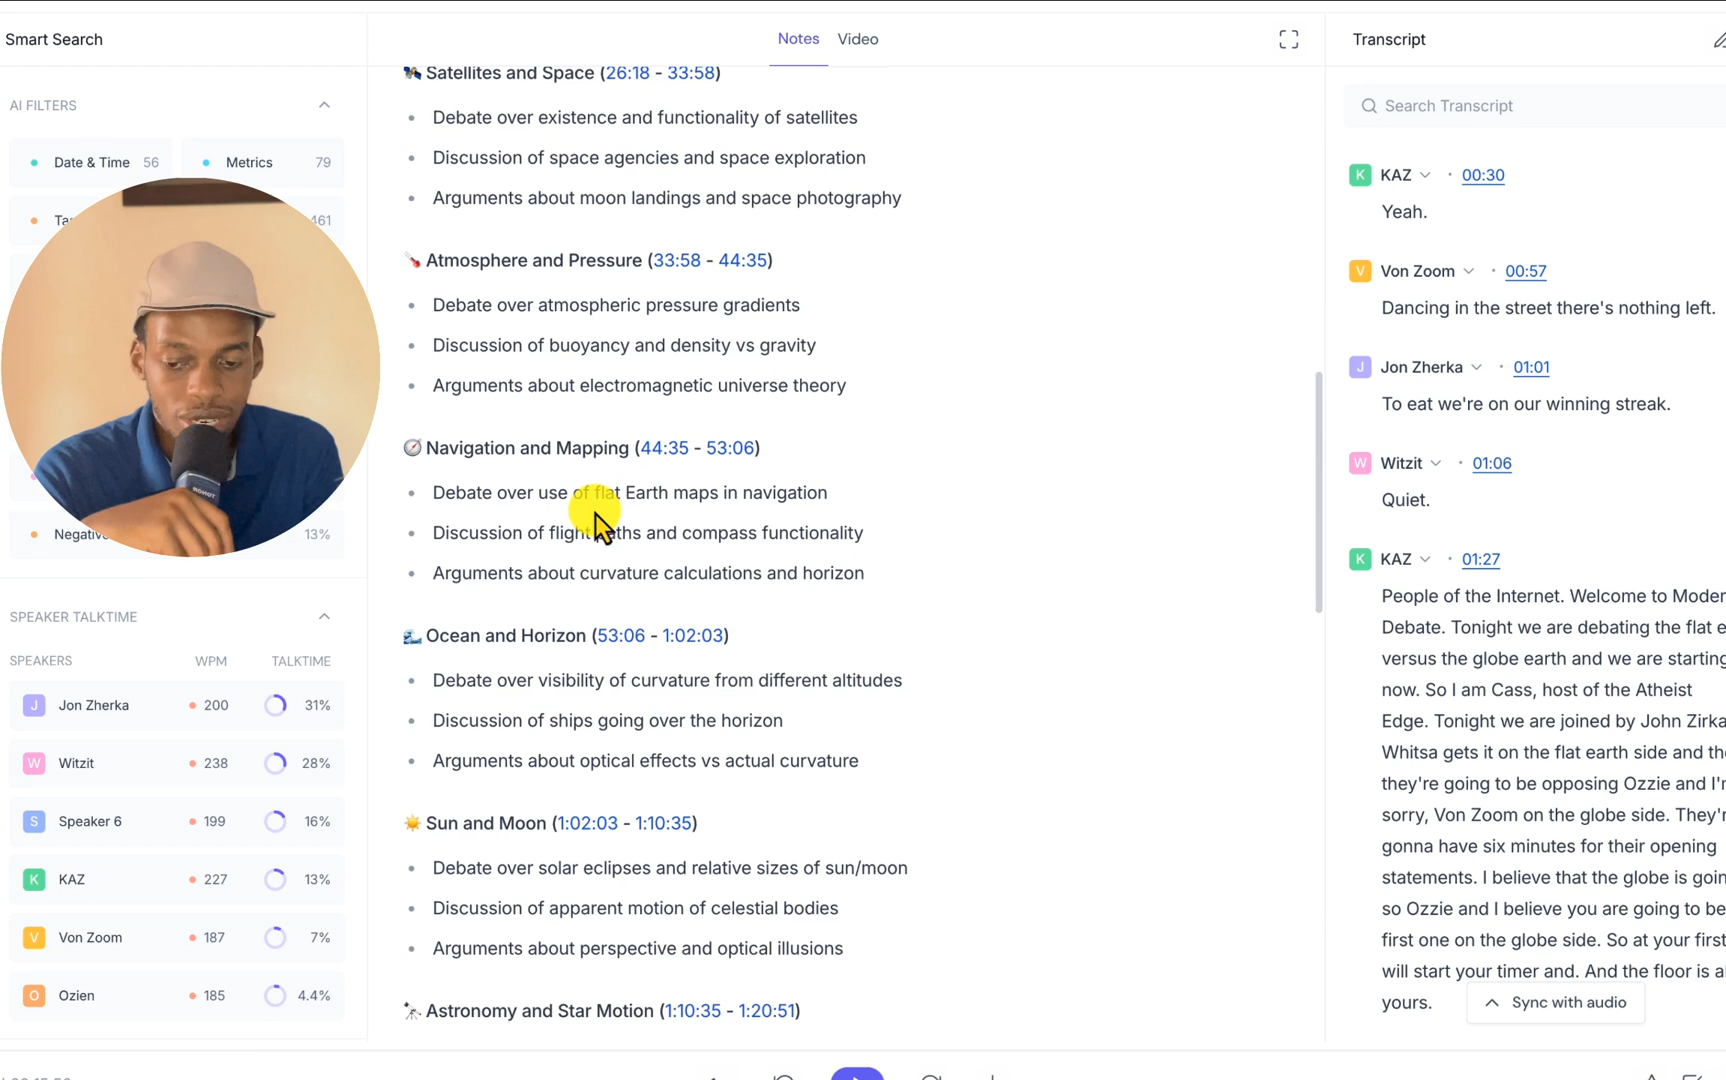 Smart Search
Notes
Video
Transcript
AI FILTERS
Date & Time 56
Metrics 79
461
Negative
13%
SPEAKER TALKTIME
SPEAKERS WPM TALKTIME
J Jon Zherka 200 31%
W Witzit 238 28%
S Speaker 6 199 16%
K KAZ 227 13%
V Von Zoom 187 7%
O Ozien 185 4.4%
Satellites and Space (26:18 - 33:58)
• Debate over existence and functionality of satellites
• Discussion of space agencies and space exploration
• Arguments about moon landings and space photography
Atmosphere and Pressure (33:58 - 44:35)
• Debate over atmospheric pressure gradients
• Discussion of buoyancy and density vs gravity
• Arguments about electromagnetic universe theory
Navigation and Mapping (44:35 - 53:06)
• Debate over use of flat Earth maps in navigation
• Discussion of flight paths and compass functionality
• Arguments about curvature calculations and horizon
Ocean and Horizon (53:06 - 1:02:03)
• Debate over visibility of curvature from different altitudes
• Discussion of ships going over the horizon
• Arguments about optical effects vs actual curvature
Sun and Moon (1:02:03 - 1:10:35)
• Debate over solar eclipses and relative sizes of sun/moon
• Discussion of apparent motion of celestial bodies
• Arguments about perspective and optical illusions
Astronomy and Star Motion (1:10:35 - 1:20:51)
Search Transcript
K KAZ · 00:30
Yeah.
V Von Zoom · 00:57
Dancing in the street there's nothing left.
J Jon Zherka · 01:01
To eat we're on our winning streak.
W Witzit · 01:06
Quiet.
K KAZ · 01:27
People of the Internet. Welcome to Moder
Debate. Tonight we are debating the flat e
versus the globe earth and we are starting
now. So I am Cass, host of the Atheist
Edge. Tonight we are joined by John Zirka
Whitsa gets it on the flat earth side and the
they're going to be opposing Ozzie and I'm
sorry, Von Zoom on the globe side. They'r
gonna have six minutes for their opening
statements. I believe that the globe is goin
so Ozzie and I believe you are going to be
first one on the globe side. So at your first
will start your timer and. And the floor is al
yours.
Sync with audio